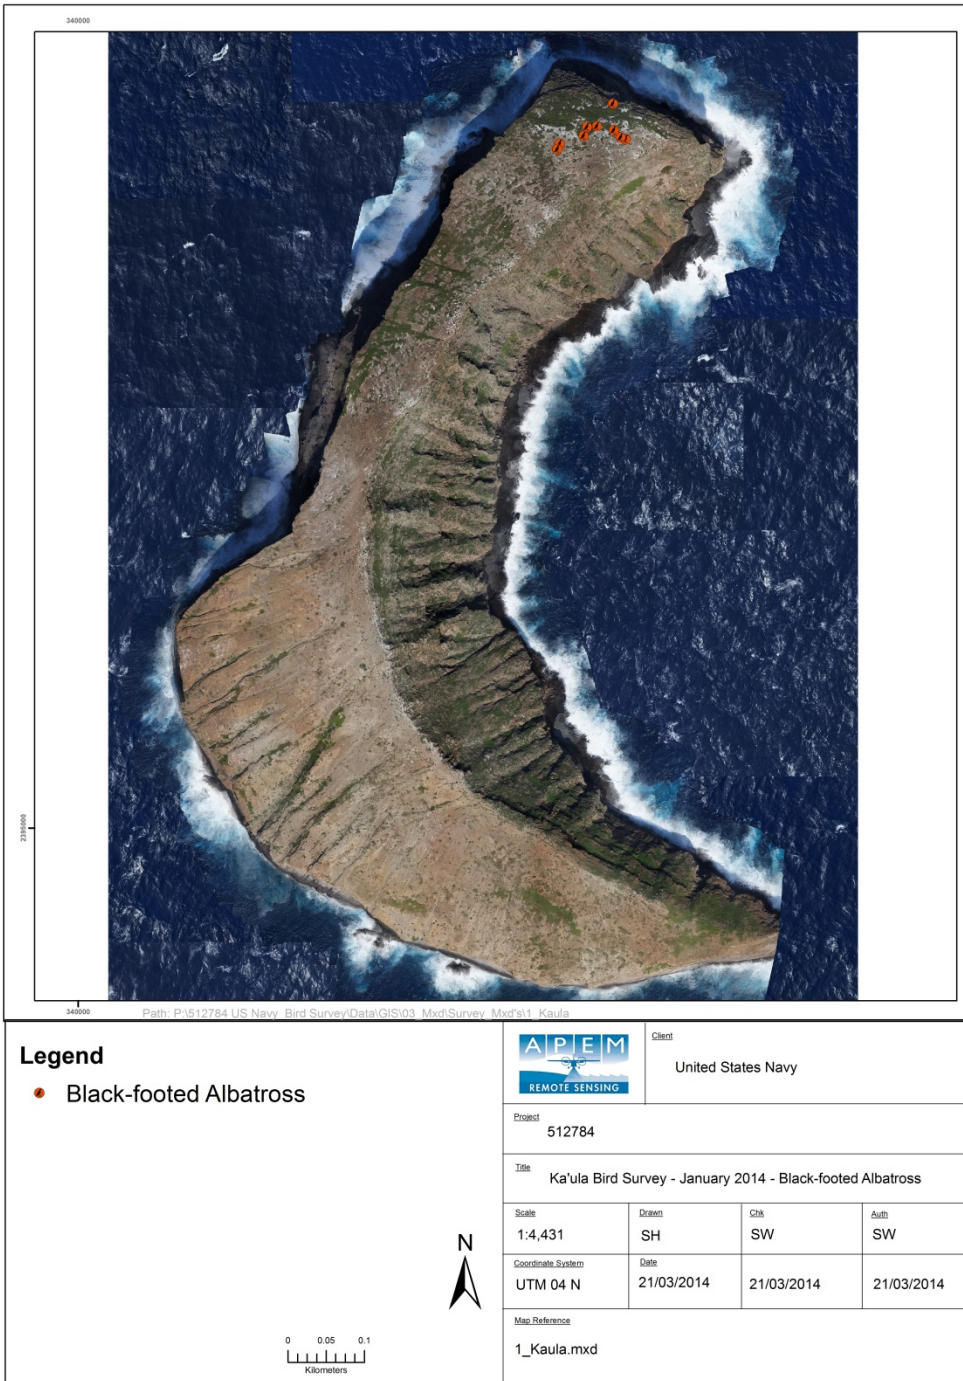 340000
2395000
340000
Path: P:\512784 US Navy Bird Survey\Data\GIS\03_Mxd\Survey_Mxd's\1_Kaula
Legend
Black-footed Albatross
N
0 0.05 0.1
Kilometers
APEM
REMOTE SENSING
Client
United States Navy
Project
512784
Title
Ka'ula Bird Survey - January 2014 - Black-footed Albatross
Scale
1:4,431
Drawn
SH
Chk
SW
Auth
SW
Coordinate System
UTM 04 N
Date
21/03/2014
21/03/2014
21/03/2014
Map Reference
1_Kaula.mxd